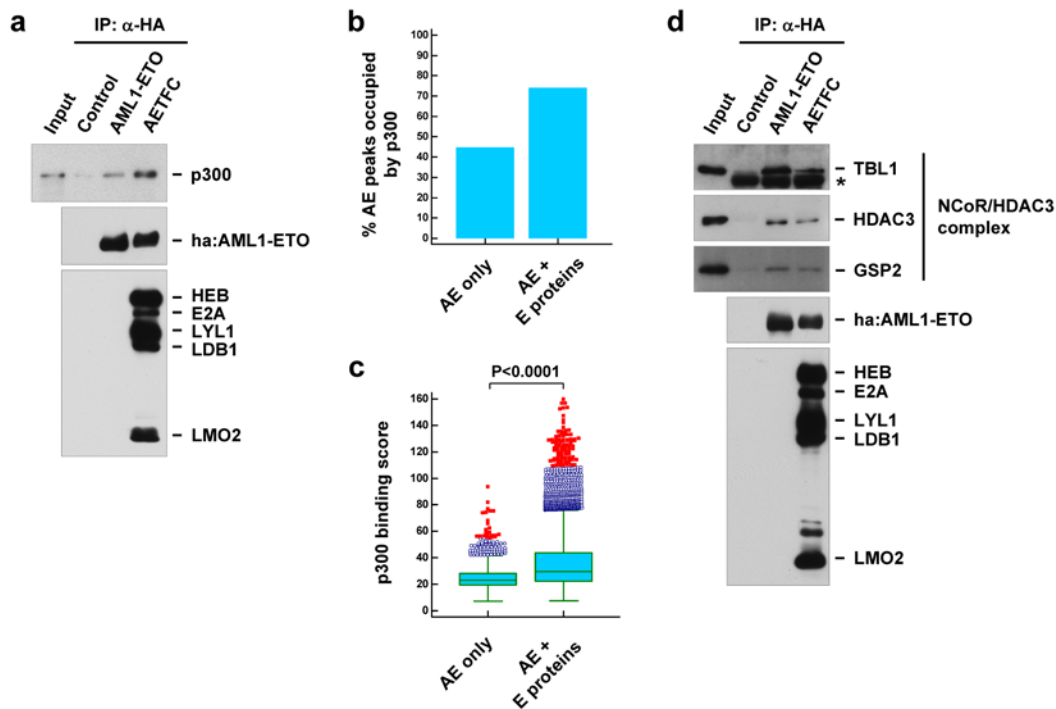 a
IP: α-HA
Input
Control
AML1-ETO
AETFC
p300
ha:AML1-ETO
HEB
E2A
LYL1
LDB1
LMO2
b
% AE peaks occupied
by p300
100
90
80
70
60
50
40
30
20
10
0
AE only
AE +
E proteins
c
P<0.0001
p300 binding score
160
140
120
100
80
60
40
20
0
AE only
AE +
E proteins
d
IP: α-HA
Input
Control
AML1-ETO
AETFC
TBL1
*
HDAC3
GSP2
NCoR/HDAC3
complex
ha:AML1-ETO
HEB
E2A
LYL1
LDB1
LMO2